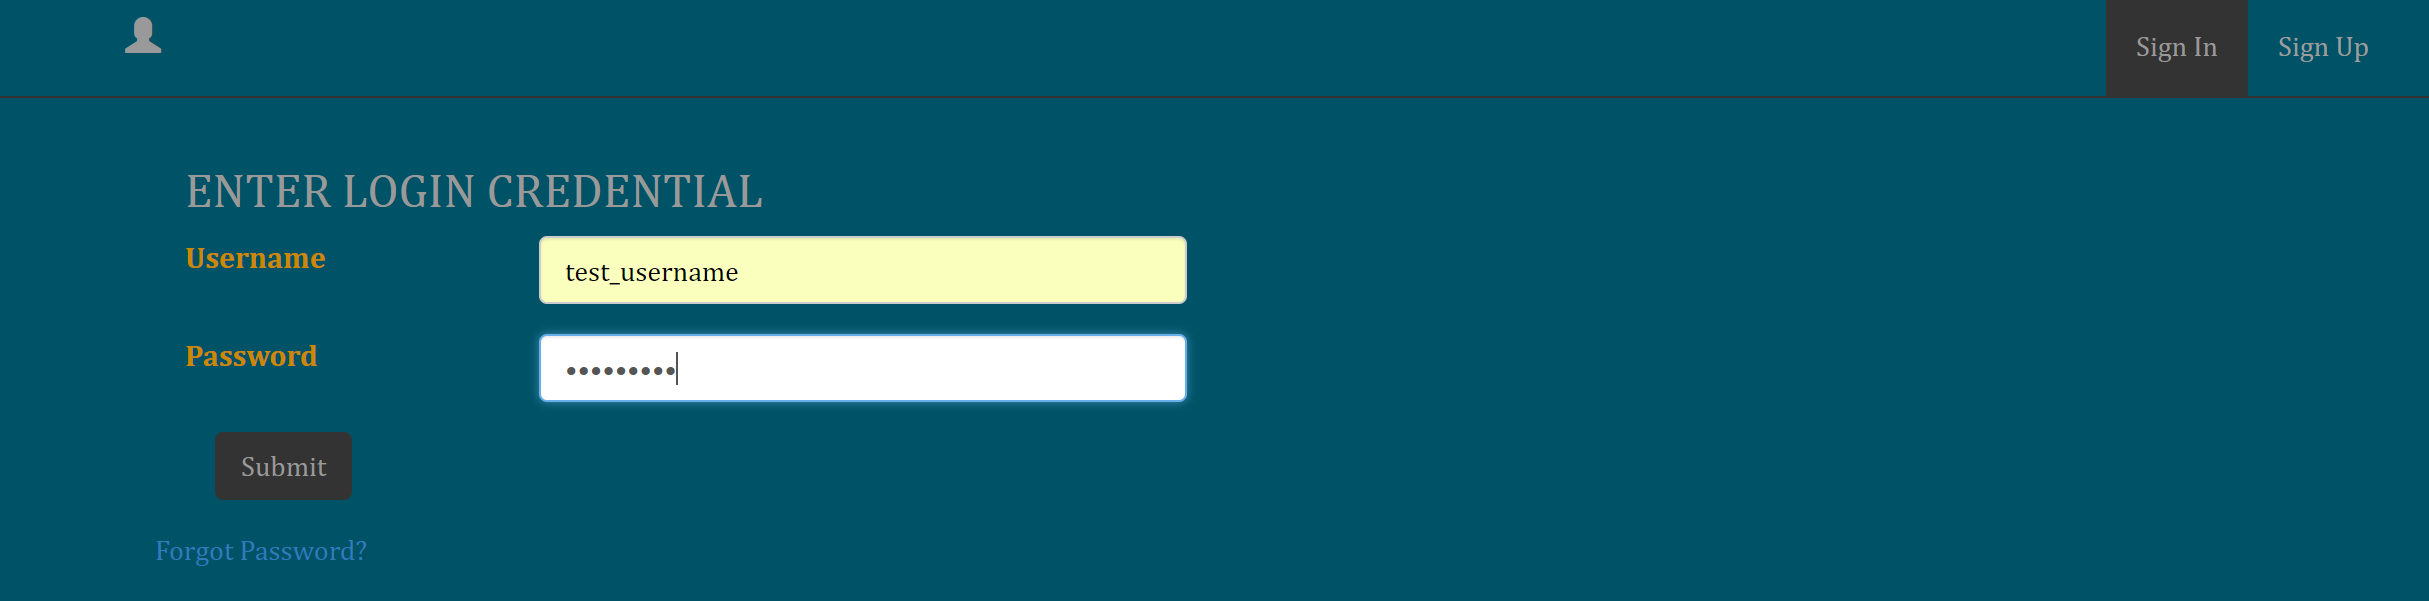 Sign In Sign Up
ENTER LOGIN CREDENTIAL
Username test_username
Password •••••••••
Submit
Forgot Password?